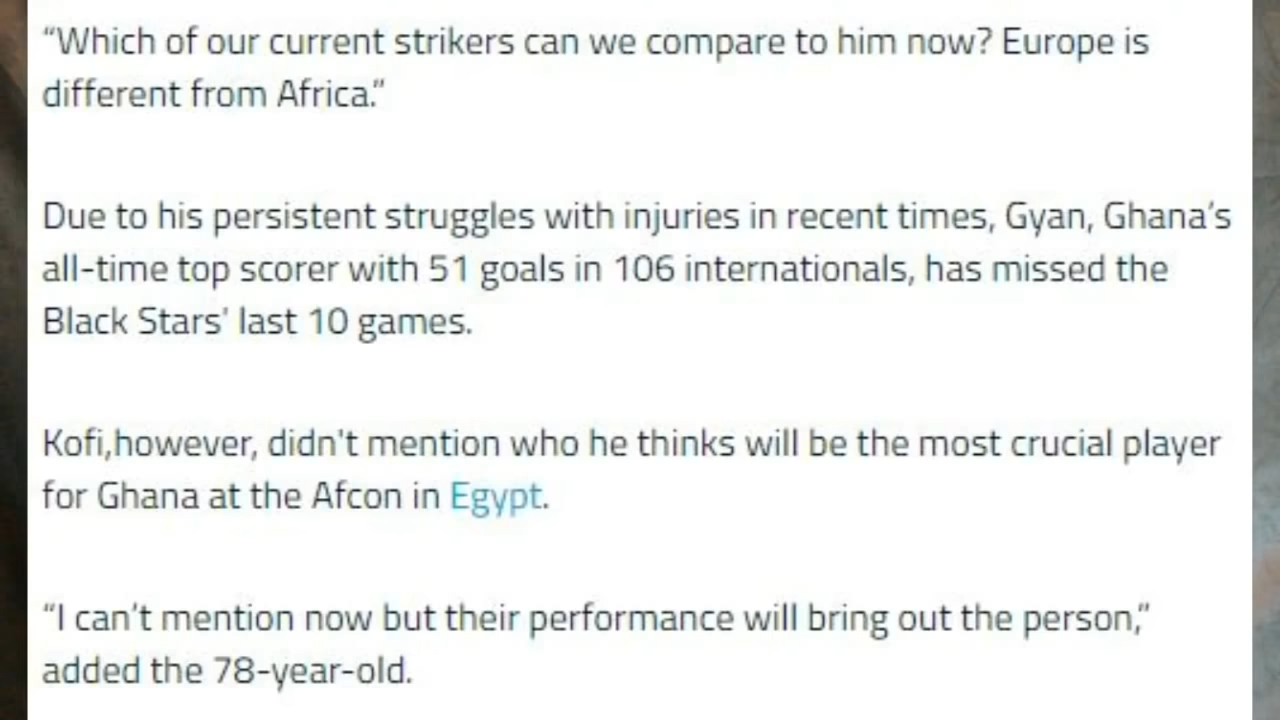 “Which of our current strikers can we compare to him now? Europe is
different from Africa.”
Due to his persistent struggles with injuries in recent times, Gyan, Ghana’s
all-time top scorer with 51 goals in 106 internationals, has missed the
Black Stars’ last 10 games.
Kofi,however, didn't mention who he thinks will be the most crucial player
for Ghana at the Afcon in Egypt.
“I can’t mention now but their performance will bring out the person,”
added the 78-year-old.